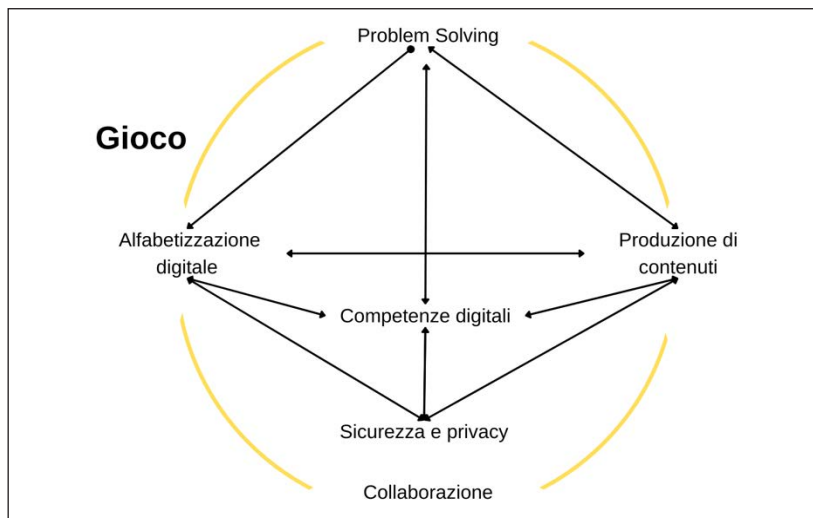 Problem Solving
Gioco
Alfabetizzazione
digitale
Produzione di
contenuti
Competenze digitali
Sicurezza e privacy
Collaborazione